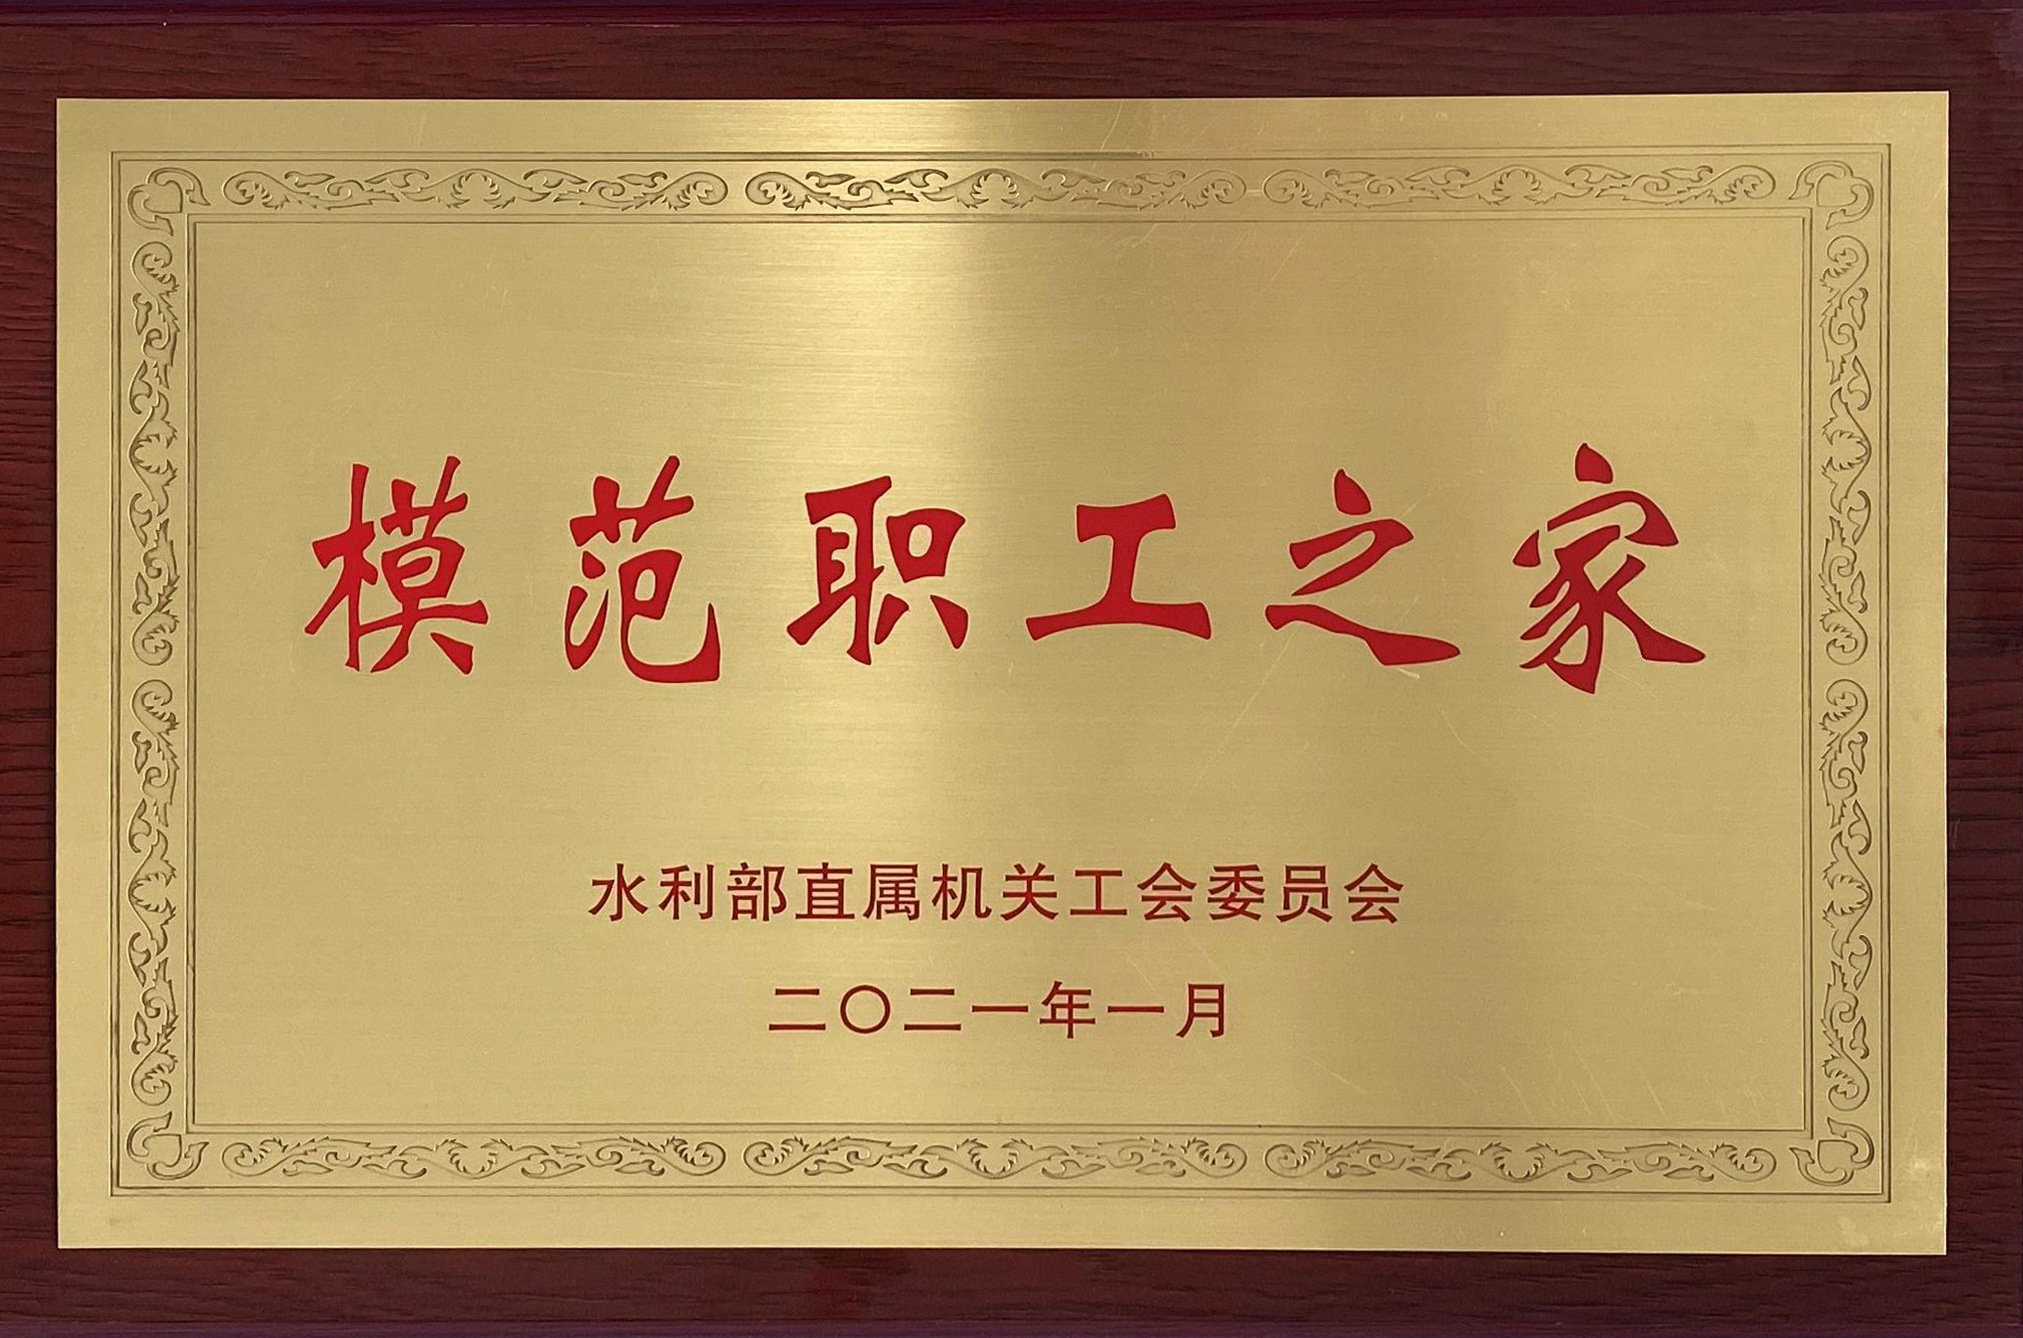 模范职工之家
水利部直属机关工会委员会
二〇二一年一月